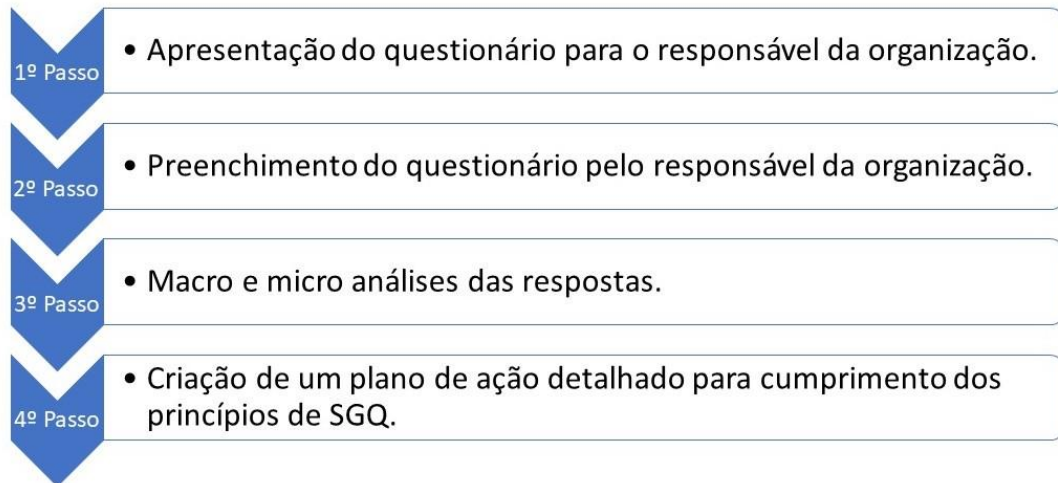 1º Passo
• Apresentação do questionário para o responsável da organização.
2º Passo
• Preenchimento do questionário pelo responsável da organização.
3º Passo
• Macro e micro análises das respostas.
4º Passo
• Criação de um plano de ação detalhado para cumprimento dos
princípios de SGQ.